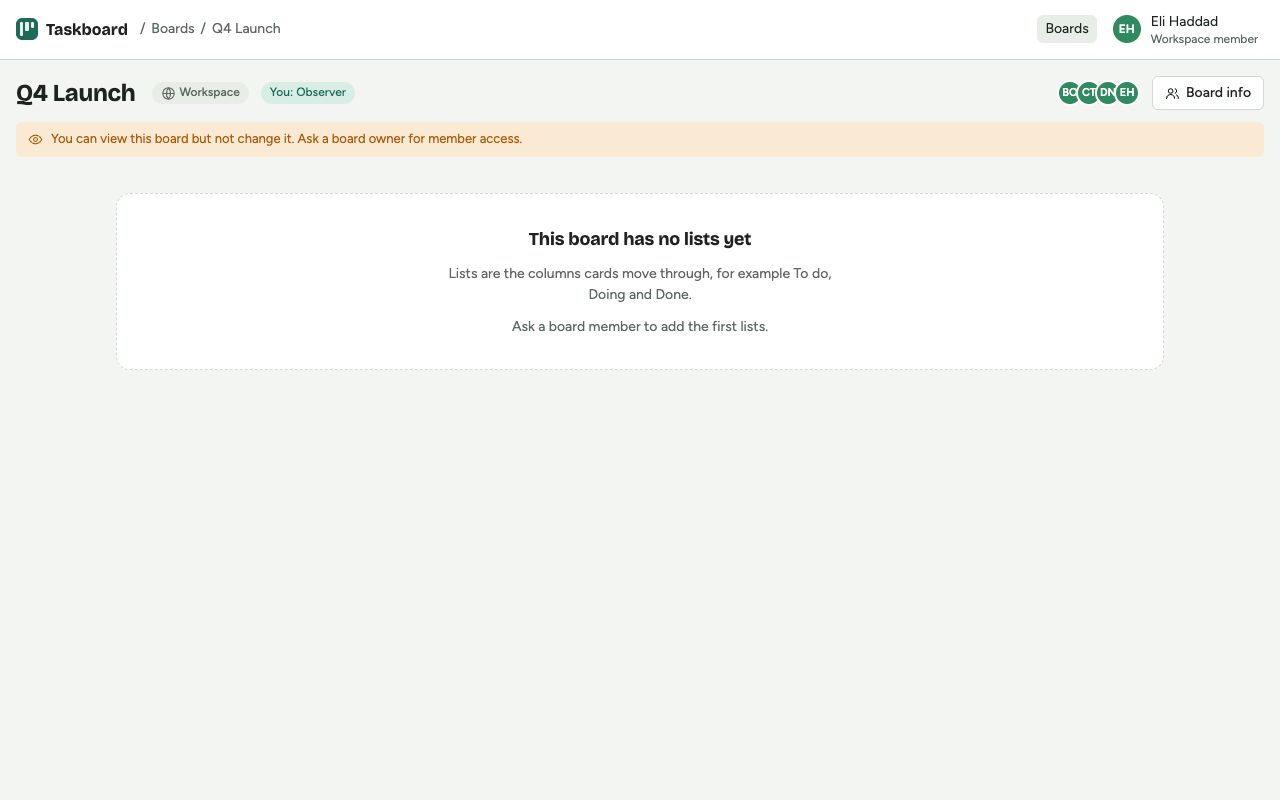 Taskboard / Boards / Q4 Launch
Boards
EH
Eli Haddad
Workspace member
Q4 Launch
Workspace
You: Observer
CT DN EH
Board info
You can view this board but not change it. Ask a board owner for member access.
This board has no lists yet
Lists are the columns cards move through, for example To do,
Doing and Done.
Ask a board member to add the first lists.